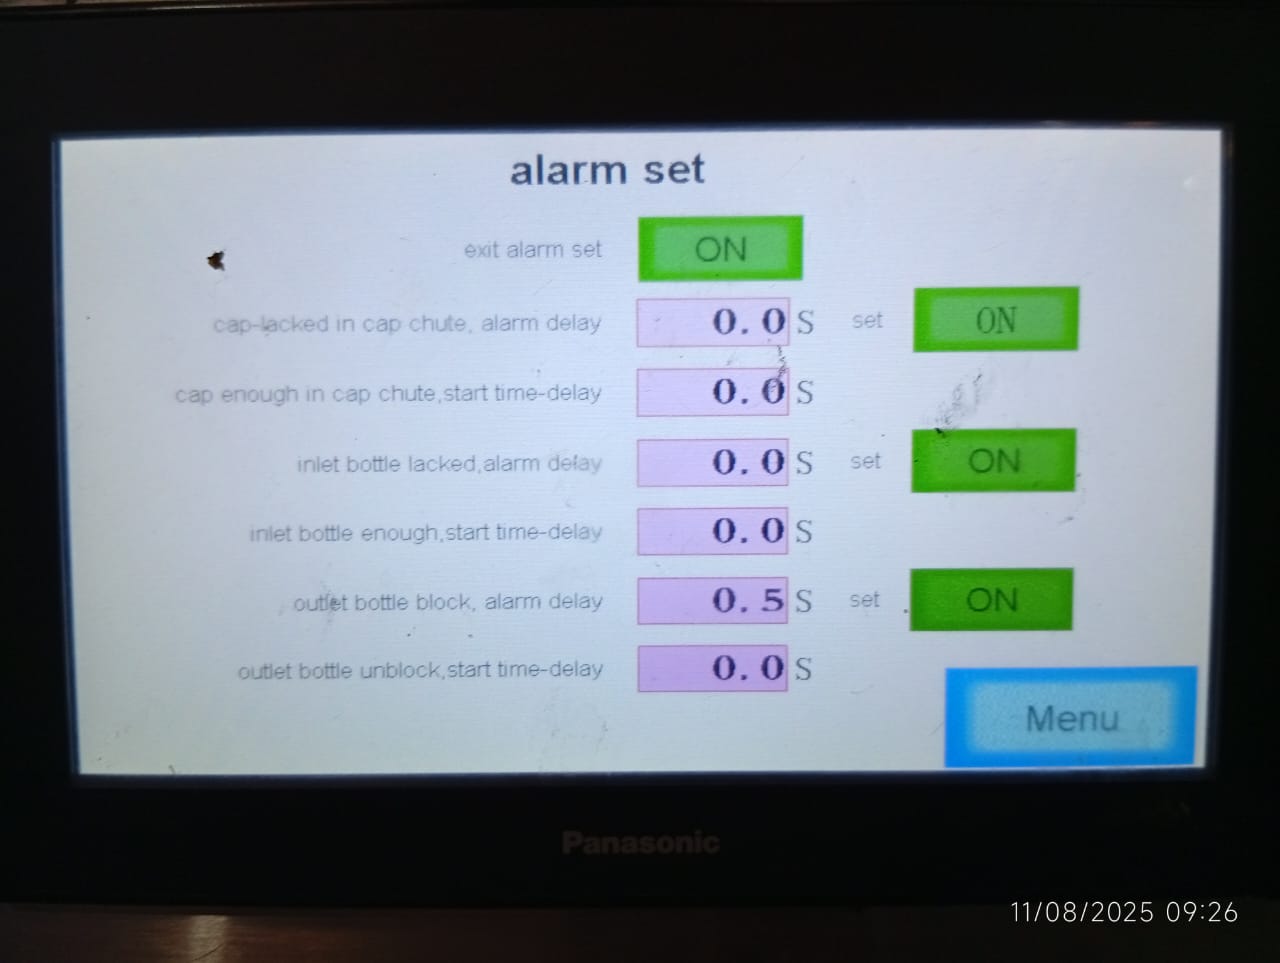 alarm set
exit alarm set ON
cap-lacked in cap chute, alarm delay 0.0 S set ON
cap enough in cap chute,start time-delay 0.0 S
inlet bottle lacked,alarm delay 0.0 S set ON
inlet bottle enough,start time-delay 0.0 S
outlet bottle block, alarm delay 0.5 S set ON
outlet bottle unblock,start time-delay 0.0 S
Menu
Panasonic
11/08/2025 09:26